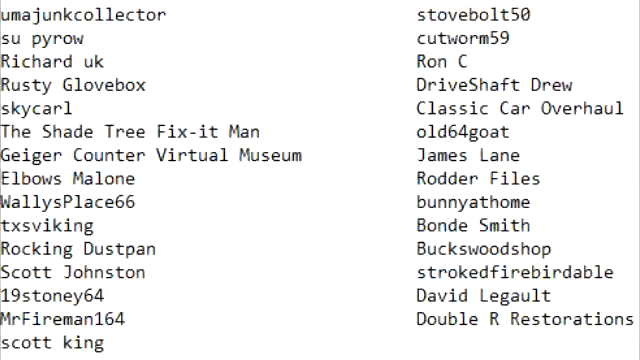 umajunkcollector
su pyrow
Richard uk
Rusty Glovebox
skycarl
The Shade Tree Fix-it Man
Geiger Counter Virtual Museum
Elbows Malone
WallysPlace66
txsviking
Rocking Dustpan
Scott Johnston
19stoney64
MrFireman164
scott king
stovebolt50
cutworm59
Ron C
DriveShaft Drew
Classic Car Overhaul
old64goat
James Lane
Rodder Files
bunnyathome
Bonde Smith
Buckswoodshop
strokedfirebirdable
David Legault
Double R Restorations